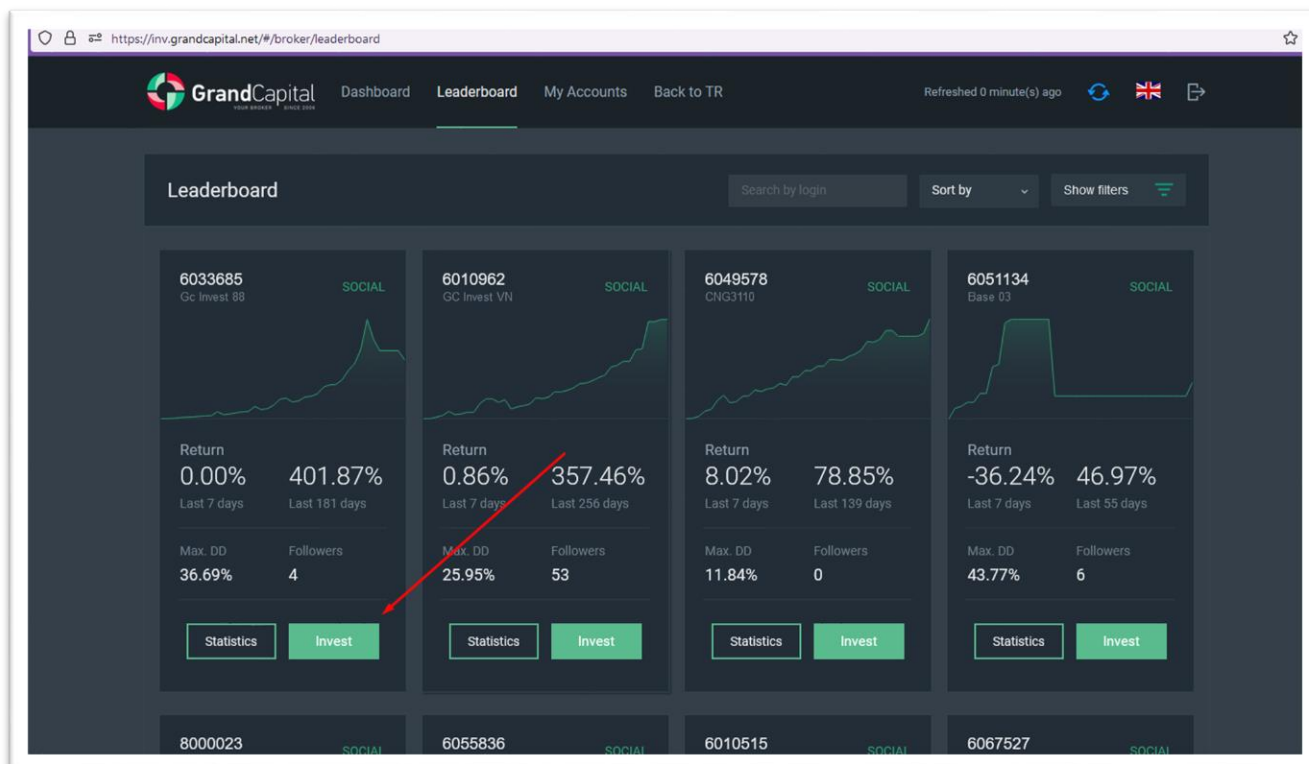 https://inv.grandcapital.net/#/broker/leaderboard
GrandCapital Dashboard Leaderboard My Accounts Back to TR Refreshed 0 minute(s) ago
YOUR BROKER SINCE 2006
Leaderboard Search by login Sort by Show filters
6033685 SOCIAL
Gc Invest 88
Return
0.00% 401.87%
Last 7 days Last 181 days
Max. DD Followers
36.69% 4
Statistics Invest
6010962 SOCIAL
GC Invest VN
Return
0.86% 357.46%
Last 7 days Last 256 days
Max. DD Followers
25.95% 53
Statistics Invest
6049578 SOCIAL
CNG3110
Return
8.02% 78.85%
Last 7 days Last 139 days
Max. DD Followers
11.84% 0
Statistics Invest
6051134 SOCIAL
Base 03
Return
-36.24% 46.97%
Last 7 days Last 55 days
Max. DD Followers
43.77% 6
Statistics Invest
8000023 SOCIAL
6055836 SOCIAL
6010515 SOCIAL
6067527 SOCIAL